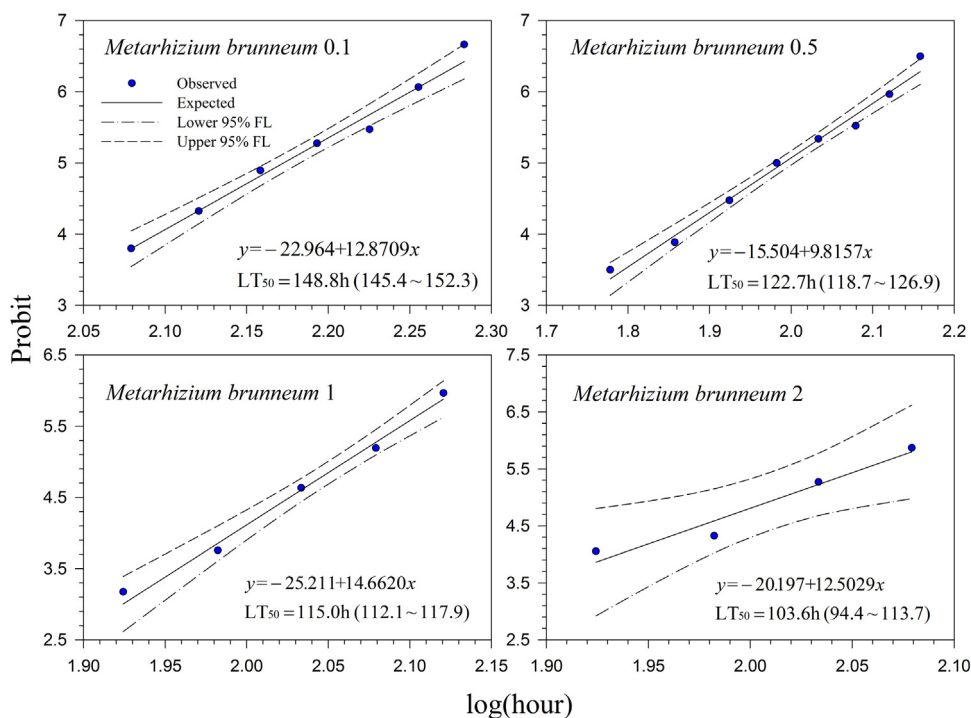 Metarhizium brunneum 0.1
Observed
Expected
Lower 95% FL
Upper 95% FL
y=−22.964+12.8709x
LT50=148.8h (145.4~152.3)
7
6
5
4
3
2.05
2.10
2.15
2.20
2.25
2.30
Metarhizium brunneum 0.5
y=−15.504+9.8157x
LT50=122.7h (118.7~126.9)
7
6
5
4
3
1.7
1.8
1.9
2.0
2.1
2.2
Probit
Metarhizium brunneum 1
y=−25.211+14.6620x
LT50=115.0h (112.1~117.9)
6.5
5.5
4.5
3.5
2.5
1.90
1.95
2.00
2.05
2.10
2.15
Metarhizium brunneum 2
y=−20.197+12.5029x
LT50=103.6h (94.4~113.7)
7.5
6.5
5.5
4.5
3.5
2.5
1.90
1.95
2.00
2.05
2.10
log(hour)